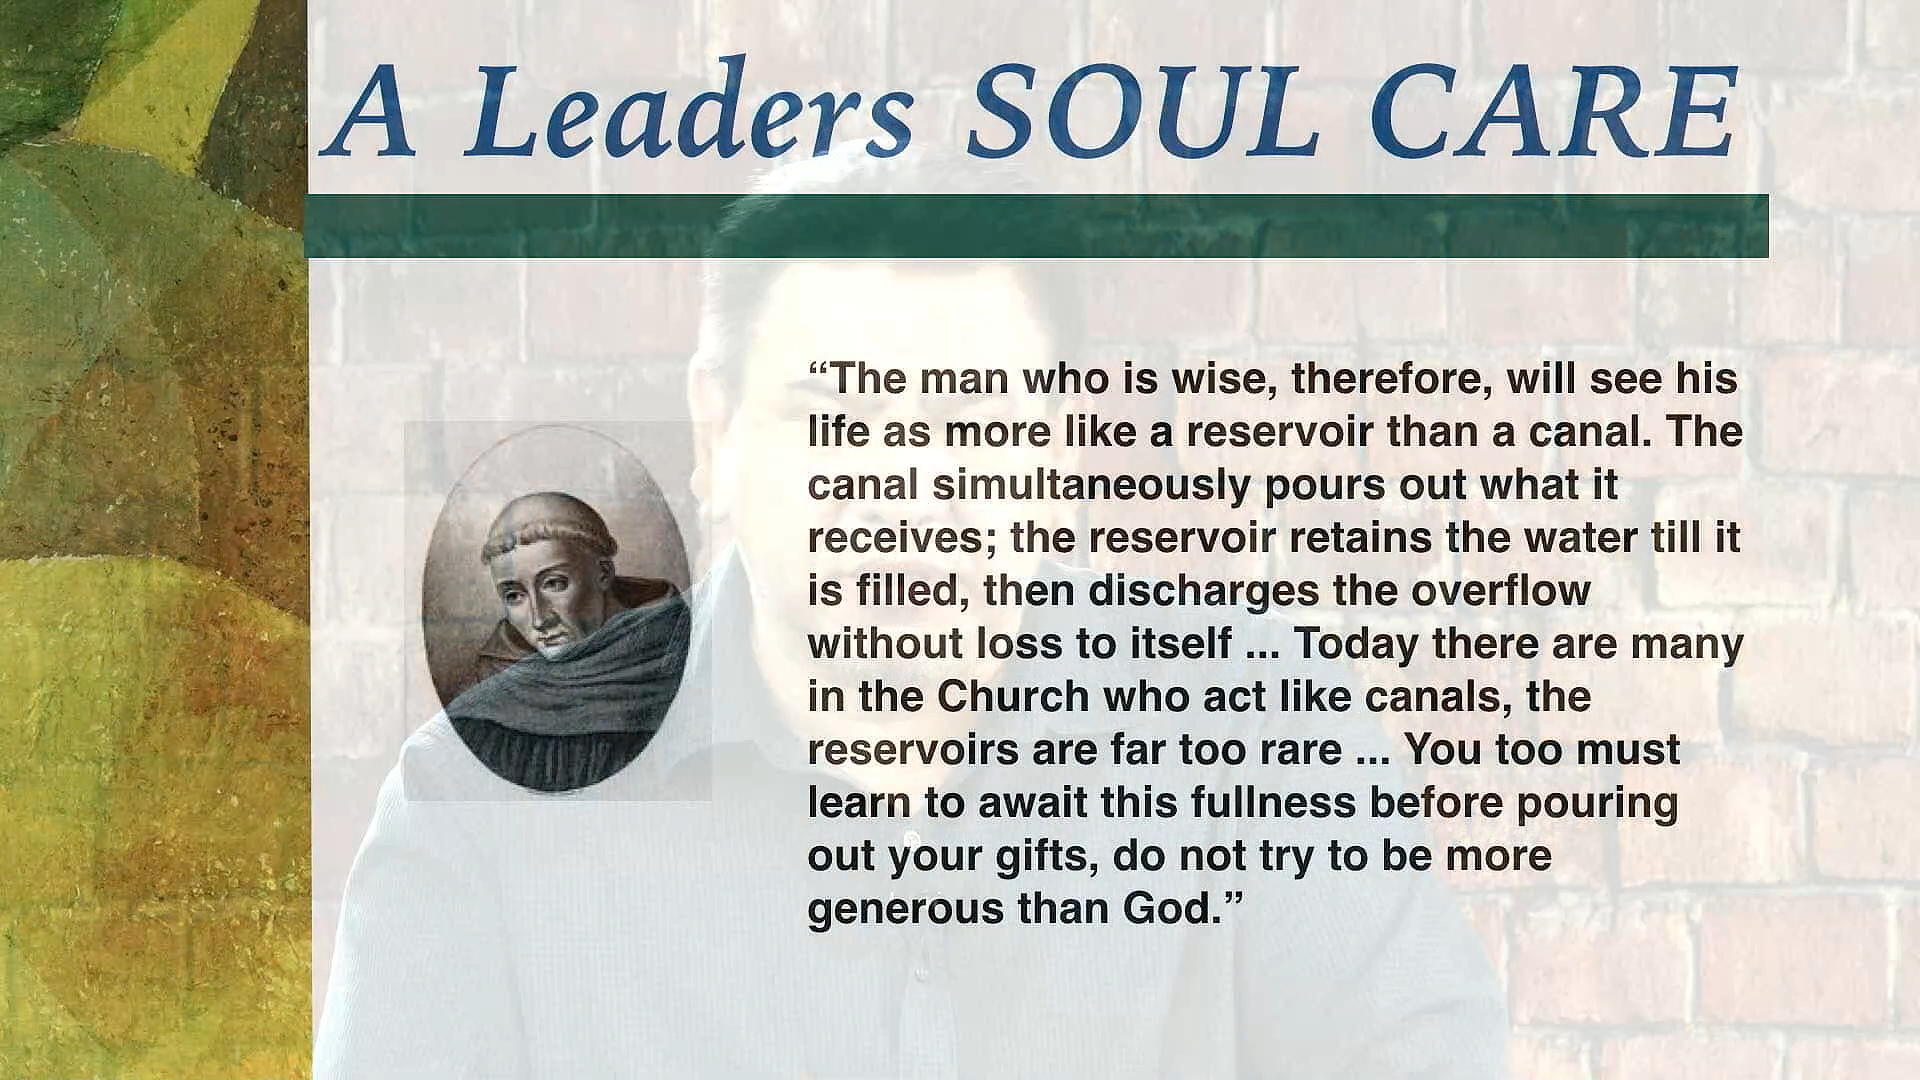 A Leaders SOUL CARE
“The man who is wise, therefore, will see his
life as more like a reservoir than a canal. The
canal simultaneously pours out what it
receives; the reservoir retains the water till it
is filled, then discharges the overflow
without loss to itself ... Today there are many
in the Church who act like canals, the
reservoirs are far too rare ... You too must
learn to await this fullness before pouring
out your gifts, do not try to be more
generous than God.”